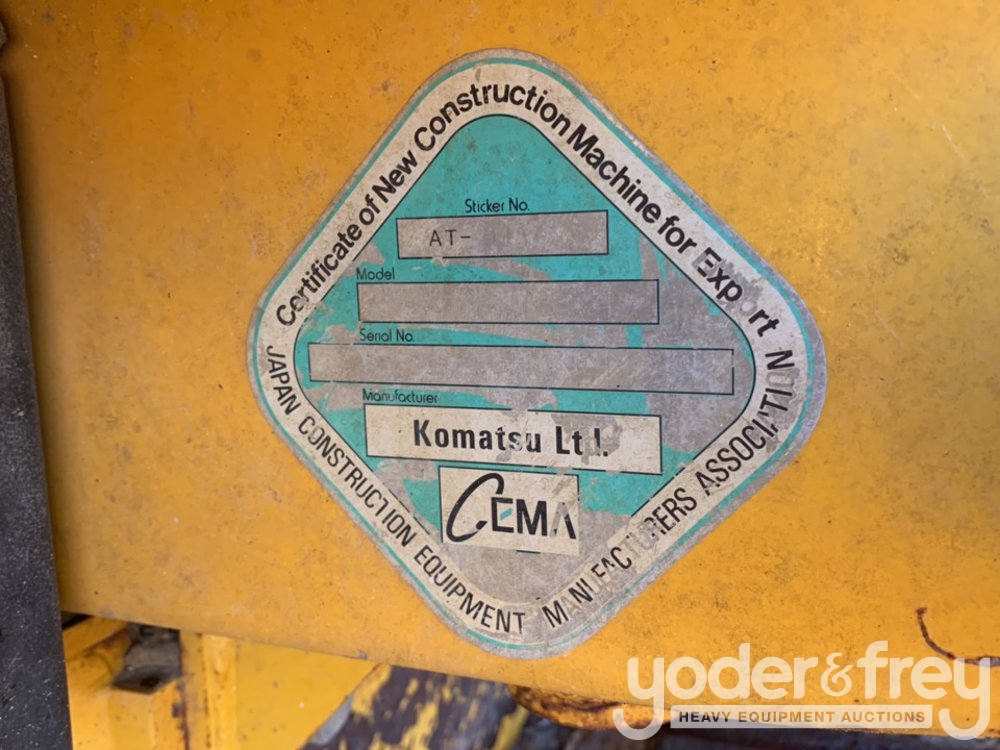 Certificate of New Construction Machine for Export
Sticker No.
AT-
Model
Serial No.
Manufacturer
Komatsu Ltd.
CEMA
JAPAN CONSTRUCTION EQUIPMENT MANUFACTURERS ASSOCIATION
yoder&frey
HEAVY EQUIPMENT AUCTIONS